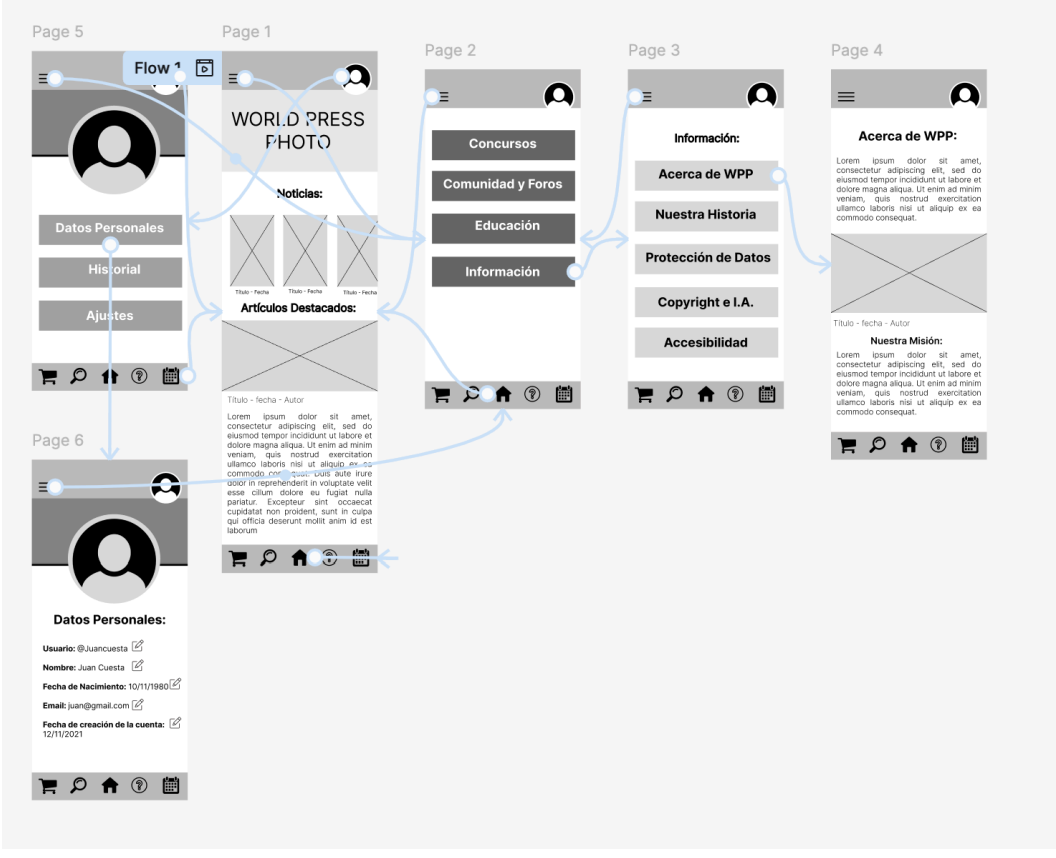 Page 5
Flow 1
Datos Personales
Historial
Ajustes
Page 1
WORLD PRESS
PHOTO
Noticias:
Título - Fecha
Título - Fecha
Título - Fecha
Artículos Destacados:
Título - fecha - Autor
Lorem ipsum dolor sit amet,
consectetur adipiscing elit, sed do
eiusmod tempor incididunt ut labore et
dolore magna aliqua. Ut enim ad minim
veniam, quis nostrud exercitation
ullamco laboris nisi ut aliquip ex ea
commodo consequat. Duis aute irure
dolor in reprehenderit in voluptate velit
esse cillum dolore eu fugiat nulla
pariatur. Excepteur sint occaecat
cupidatat non proident, sunt in culpa
qui officia deserunt mollit anim id est
laborum
Page 2
Concursos
Comunidad y Foros
Educación
Información
Page 3
Información:
Acerca de WPP
Nuestra Historia
Protección de Datos
Copyright e I.A.
Accesibilidad
Page 4
Acerca de WPP:
Lorem ipsum dolor sit amet,
consectetur adipiscing elit, sed do
eiusmod tempor incididunt ut labore et
dolore magna aliqua. Ut enim ad minim
veniam, quis nostrud exercitation
ullamco laboris nisi ut aliquip ex ea
commodo consequat.
Título - fecha - Autor
Nuestra Misión:
Lorem ipsum dolor sit amet,
consectetur adipiscing elit, sed do
eiusmod tempor incididunt ut labore et
dolore magna aliqua. Ut enim ad minim
veniam, quis nostrud exercitation
ullamco laboris nisi ut aliquip ex ea
commodo consequat.
Page 6
Datos Personales:
Usuario: @Juancuesta
Nombre: Juan Cuesta
Fecha de Nacimiento: 10/11/1980
Email: juan@gmail.com
Fecha de creación de la cuenta:
12/11/2021